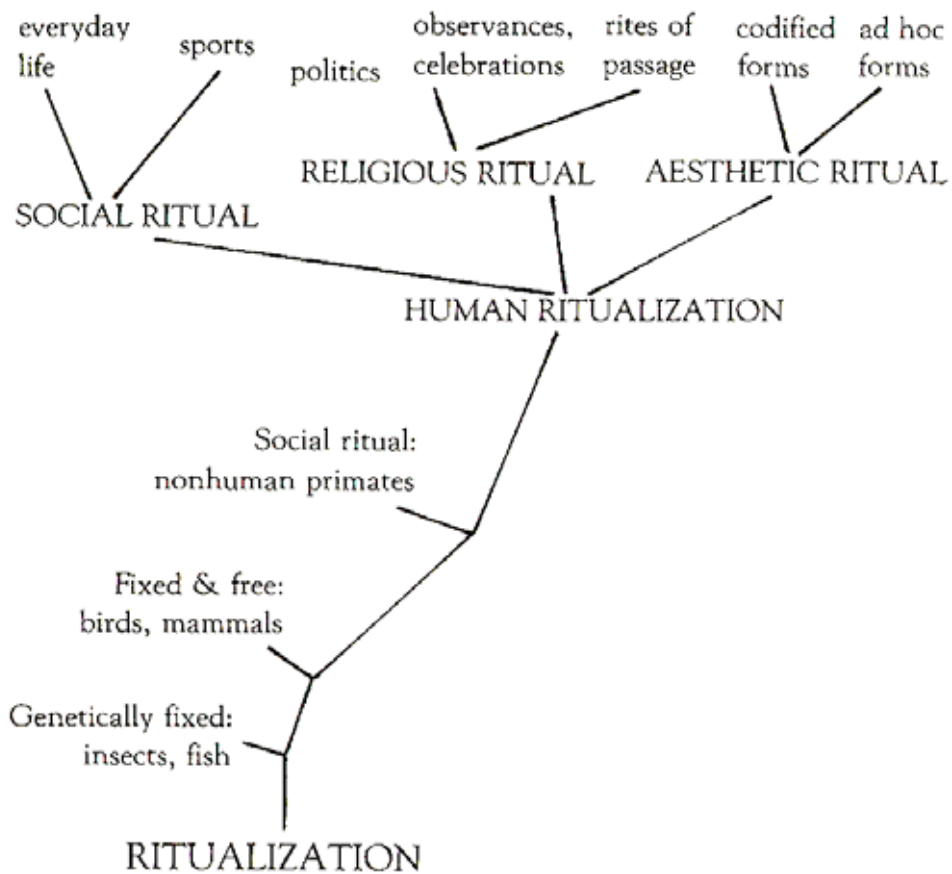 everyday
life
sports
politics
observances,
celebrations
rites of
passage
codified
forms
ad hoc
forms
SOCIAL RITUAL
RELIGIOUS RITUAL
AESTHETIC RITUAL
HUMAN RITUALIZATION
Social ritual:
nonhuman primates
Fixed & free:
birds, mammals
Genetically fixed:
insects, fish
RITUALIZATION